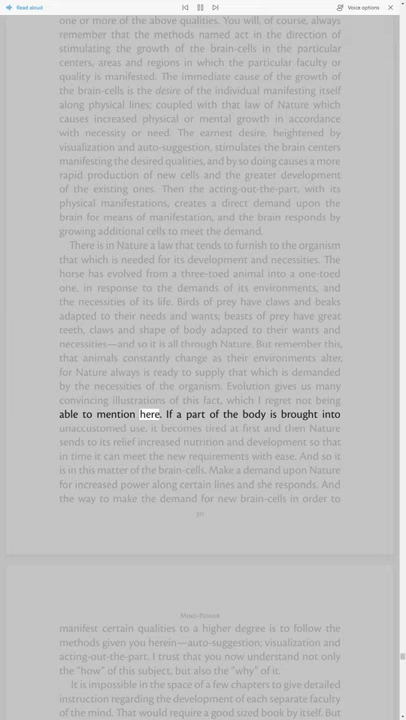 Read aloud
Voice options
one or more of the above qualities. You will, of course, always
remember that the methods named act in the direction of
stimulating the growth of the brain-cells in the particular
centers, areas and regions in which the particular faculty or
quality is manifested. The immediate cause of the growth of
the brain-cells is the desire of the individual manifesting itself
along physical lines; coupled with that law of Nature which
causes increased physical or mental growth in accordance
with necessity or need. The earnest desire, heightened by
visualization and auto-suggestion, stimulates the brain centers
manifesting the desired qualities, and by so doing causes a more
rapid production of new cells and the greater development
of the existing ones. Then the acting-out-the-part, with its
physical manifestations, creates a direct demand upon the
brain for means of manifestation, and the brain responds by
growing additional cells to meet the demand.
There is in Nature a law that tends to furnish to the organism
that which is needed for its development and necessities. The
horse has evolved from a three-toed animal into a one-toed
one, in response to the demands of its environments, and
the necessities of its life. Birds of prey have claws and beaks
adapted to their needs and wants; beasts of prey have great
teeth, claws and shape of body adapted to their wants and
necessities—and so it is all through Nature. But remember this,
that animals constantly change as their environments alter,
for Nature always is ready to supply that which is demanded
by the necessities of the organism. Evolution gives us many
convincing illustrations of this fact, which I regret not being
able to mention here. If a part of the body is brought into
unaccustomed use, it becomes tired at first and then Nature
sends to its relief increased nutrition and development so that
in time it can meet the new requirements with ease. And so it
is in this matter of the brain-cells. Make a demand upon Nature
for increased power along certain lines and she responds. And
the way to make the demand for new brain-cells in order to
Mind-Power
manifest certain qualities to a higher degree is to follow the
methods given you herein—auto-suggestion; visualization and
acting-out-the-part. I trust that you now understand not only
the "how" of this subject, but also the "why" of it.
It is impossible in the space of a few chapters to give detailed
instruction regarding the development of each separate faculty
of the mind. That would require a good sized book by itself. But